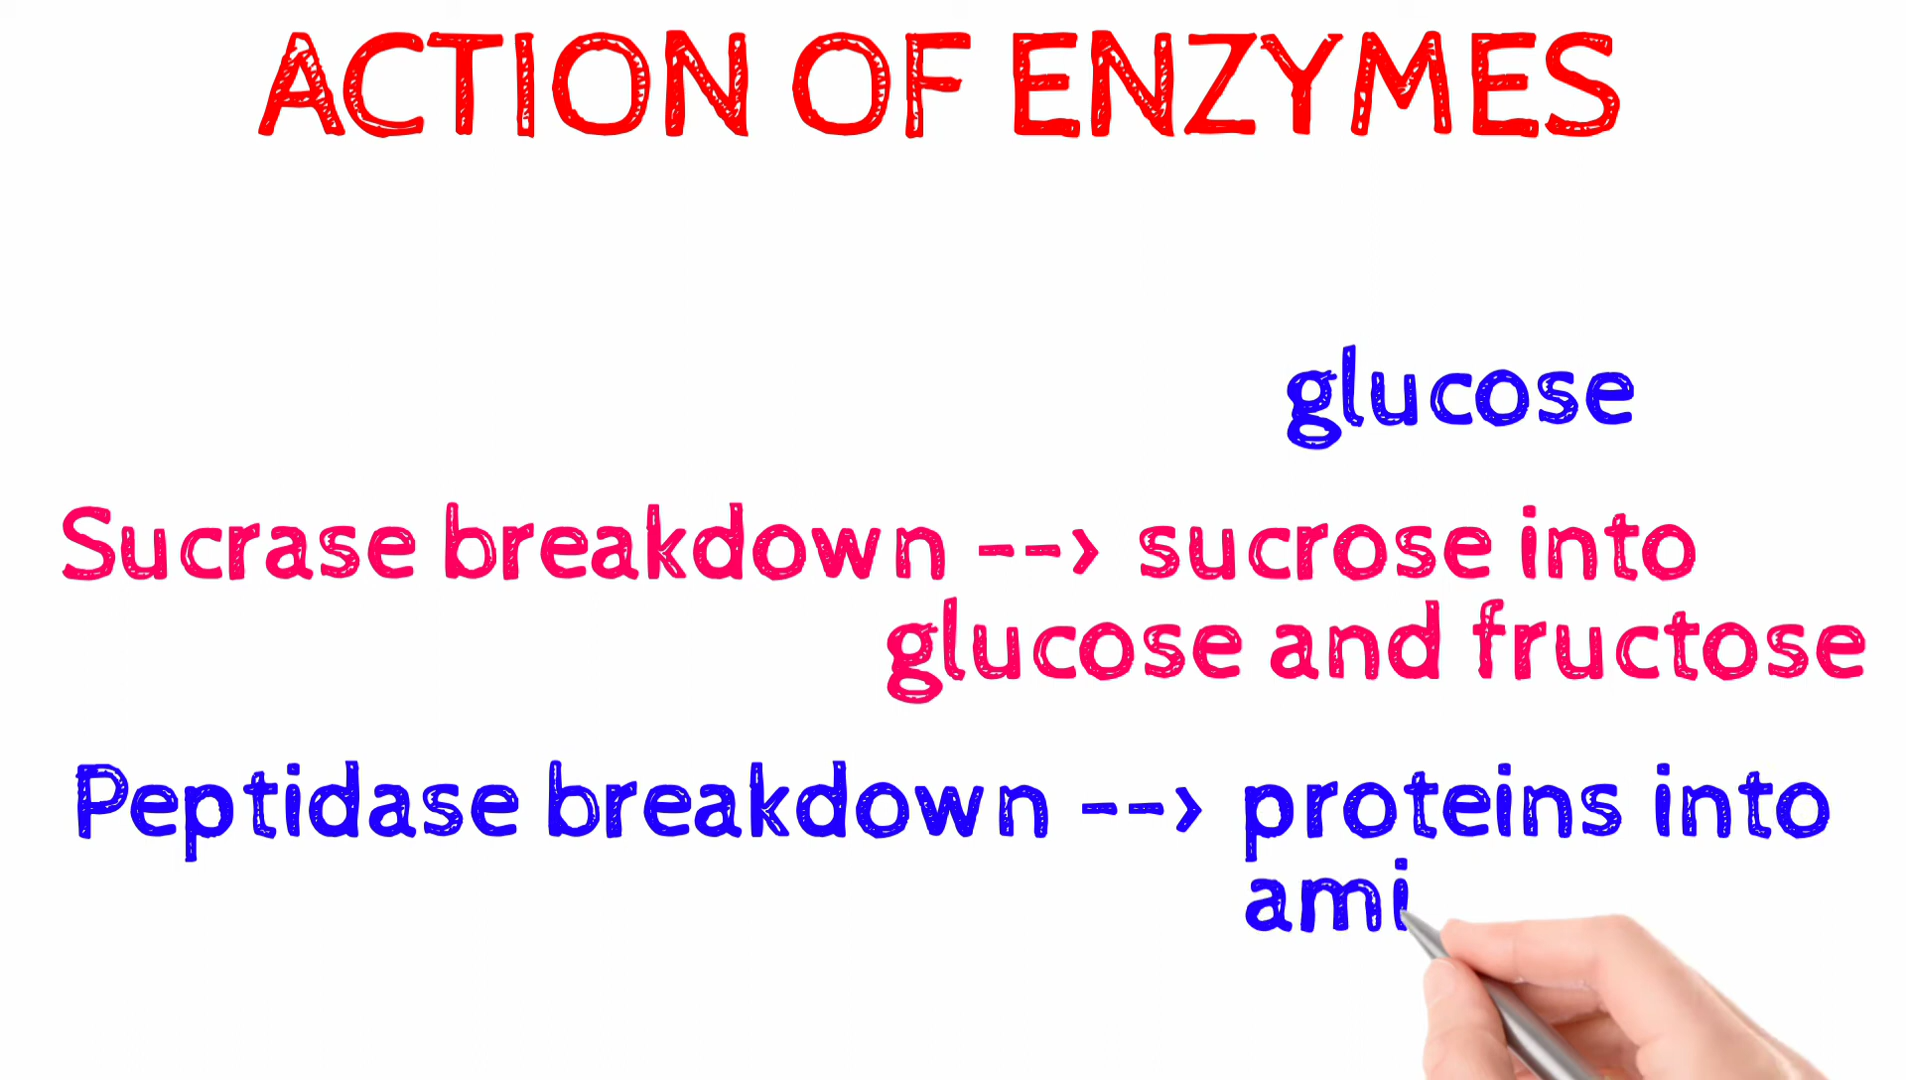 ACTION OF ENZYMES
glucose
Sucrase breakdown --> sucrose into
glucose and fructose
Peptidase breakdown --> proteins into
ami